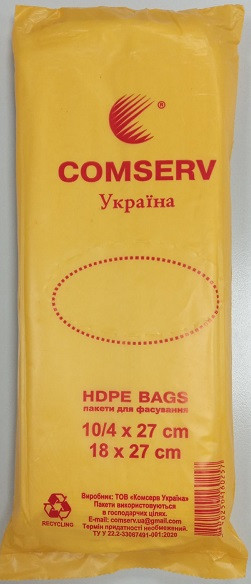 ®
COMSERV
Україна
HDPE BAGS
пакети для фасування
10/4 x 27 cm
18 x 27 cm
Виробник: ТОВ «Комсерв Україна»
Пакети використовуються
в господарчих цілях.
E-mail: comserv.ua@gmail.com
Термін придатності необмежений.
ТУ У 22.2-33067491-001:2020
RECYCLING